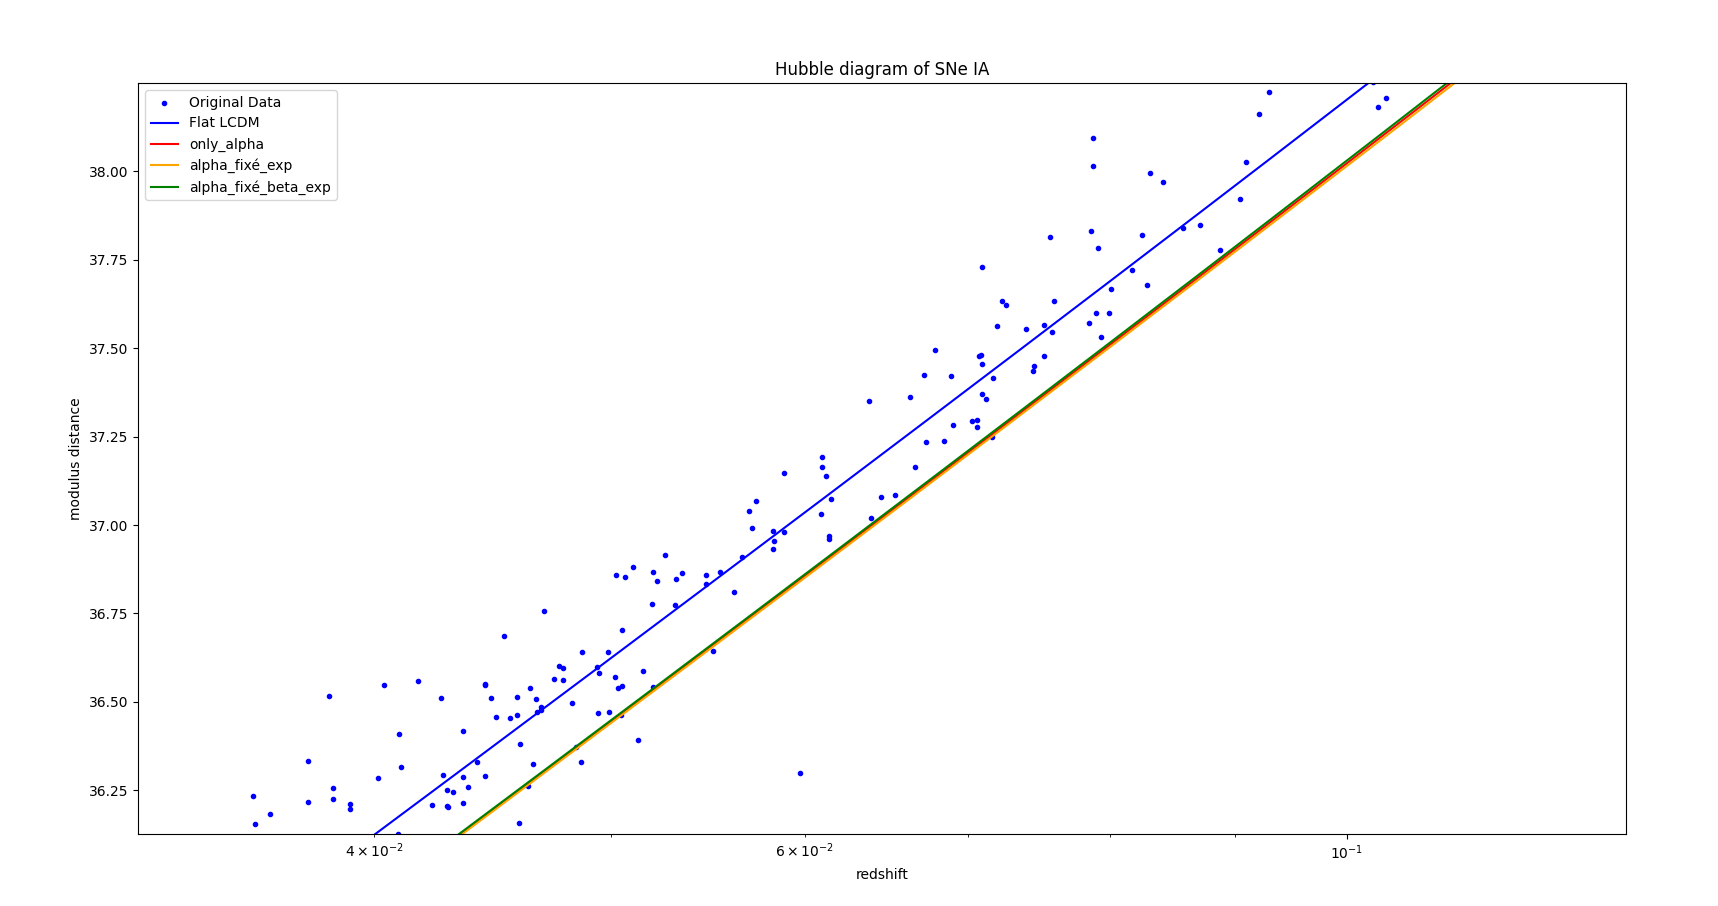 Hubble diagram of SNe IA
Original Data
Flat LCDM
only_alpha
alpha_fixé_exp
alpha_fixé_beta_exp
38.00
37.75
37.50
37.25
37.00
36.75
36.50
36.25
modulus distance
4 × 10⁻² 6 × 10⁻² 10⁻¹
redshift